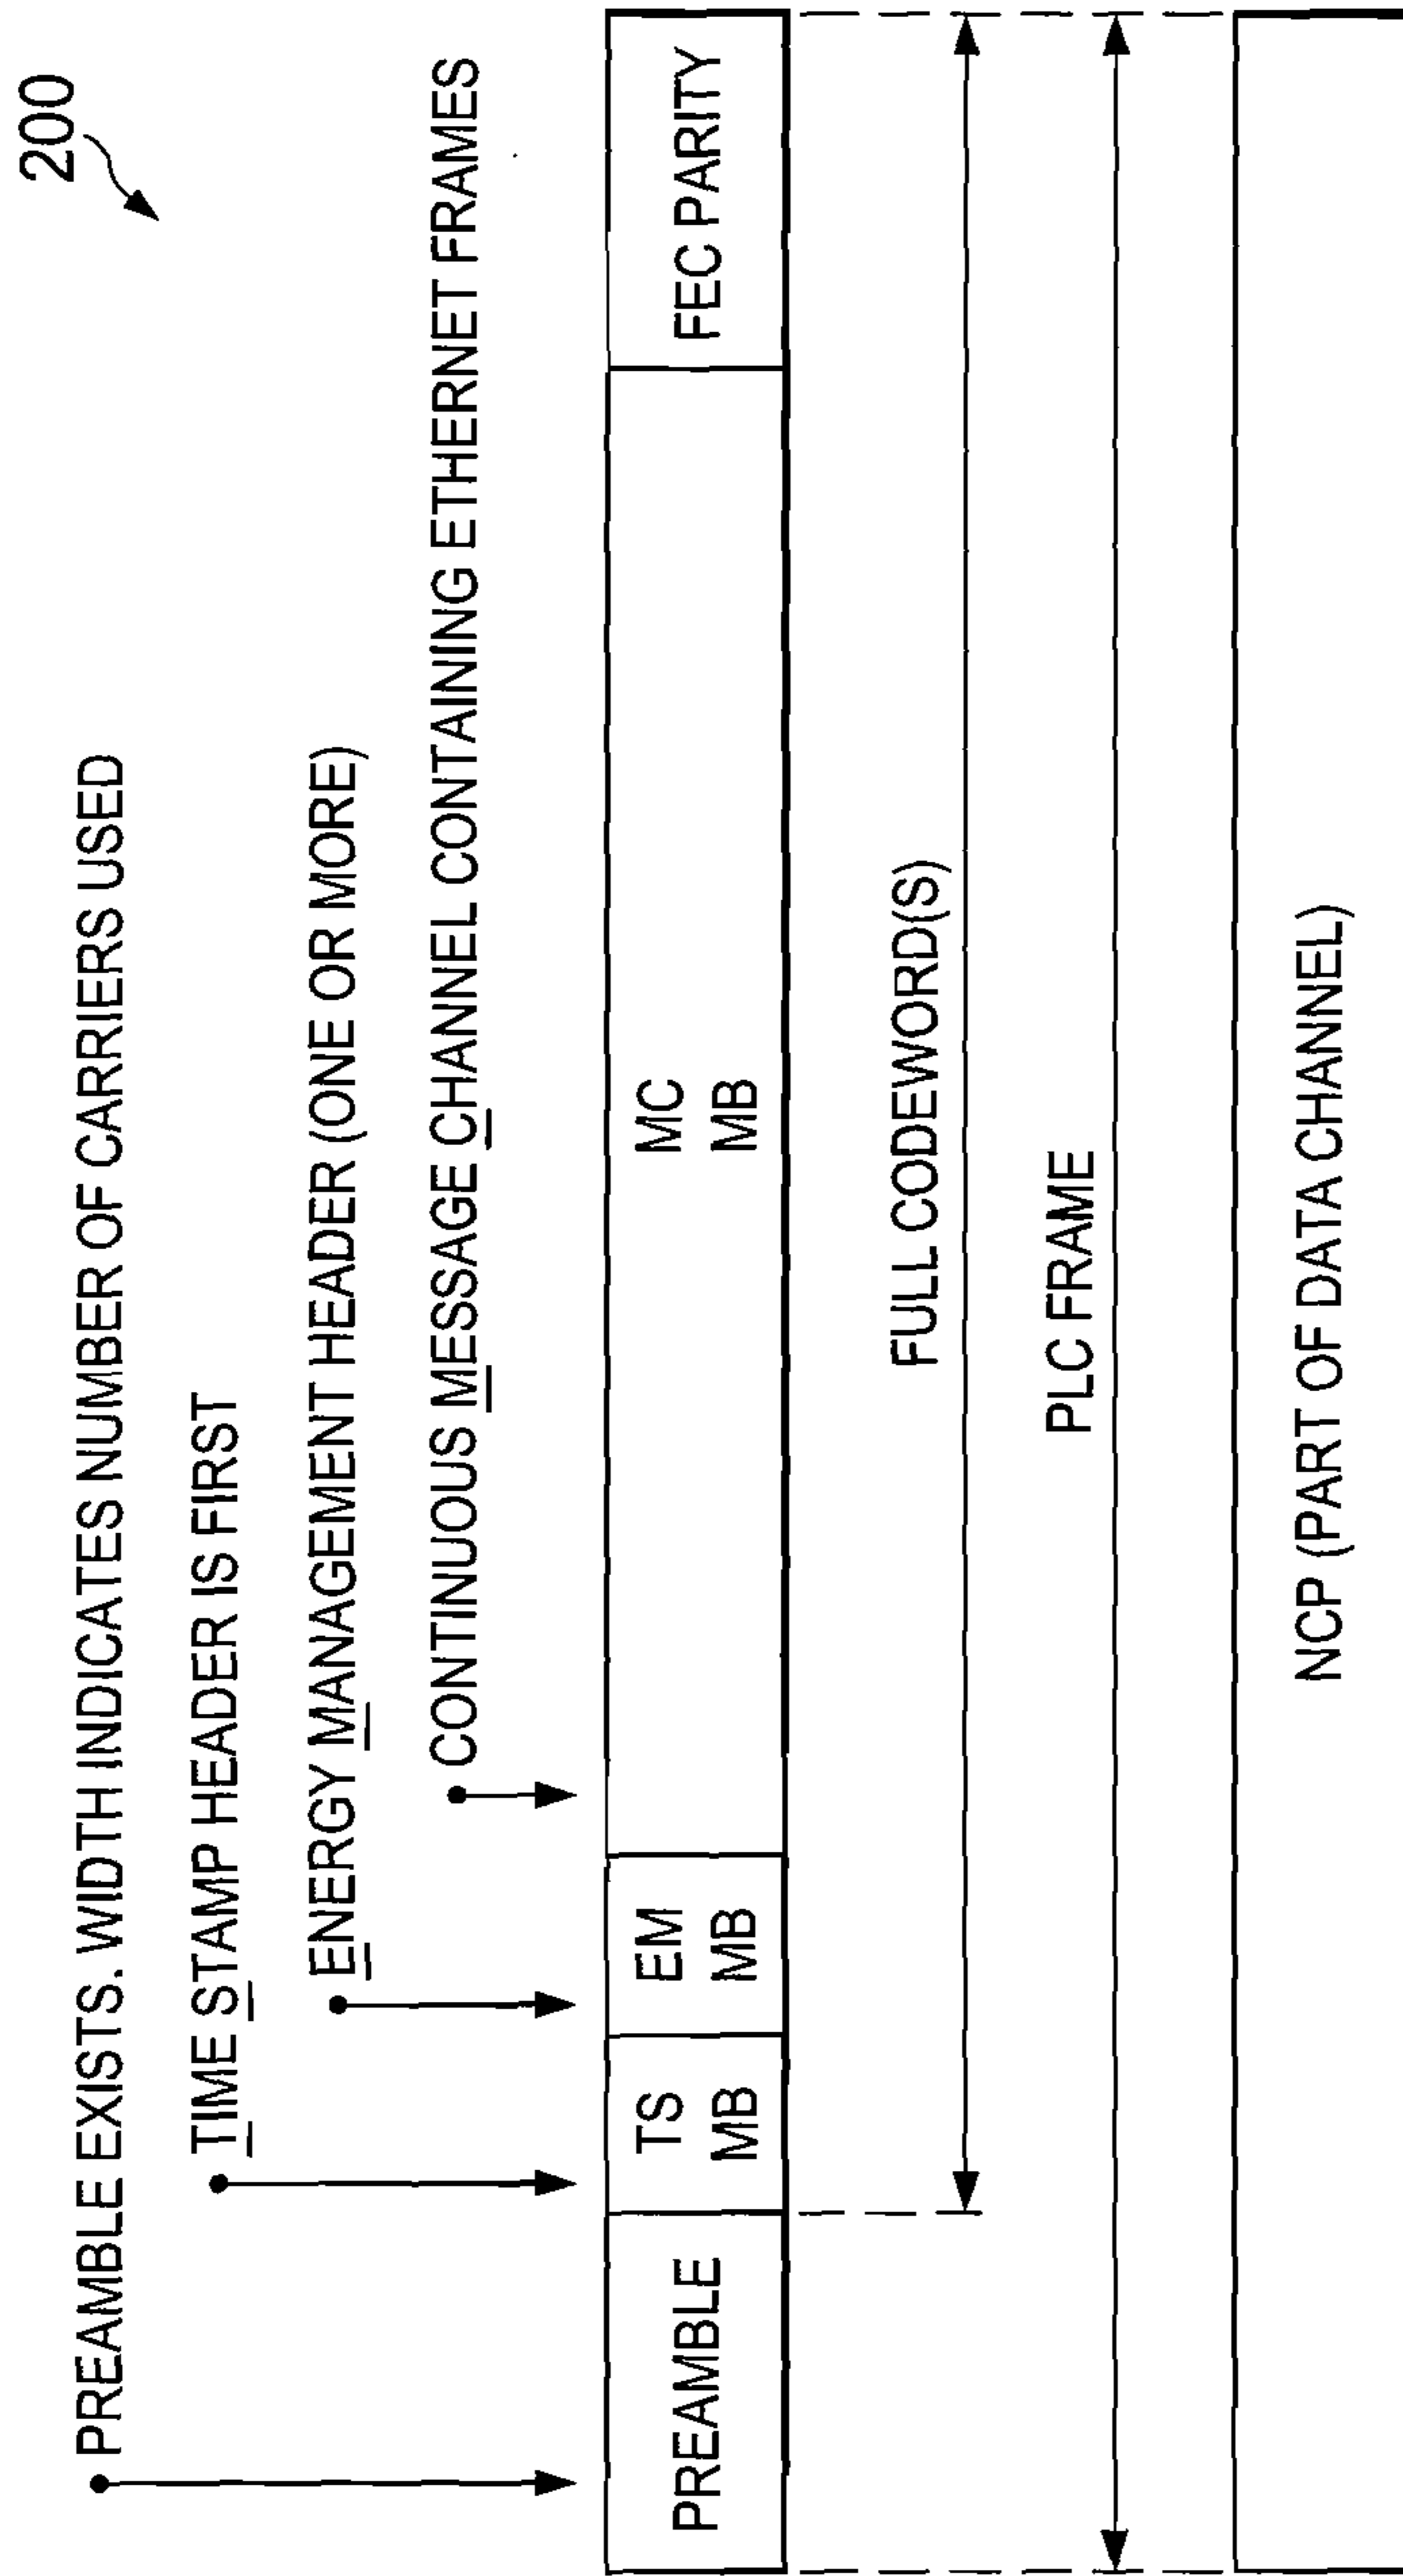 200
PREAMBLE EXISTS. WIDTH INDICATES NUMBER OF CARRIERS USED
TIME STAMP HEADER IS FIRST
ENERGY MANAGEMENT HEADER (ONE OR MORE)
CONTINUOUS MESSAGE CHANNEL CONTAINING ETHERNET FRAMES
PREAMBLE
TS
MB
EM
MB
MC
MB
FEC PARITY
FULL CODEWORD(S)
PLC FRAME
NCP (PART OF DATA CHANNEL)